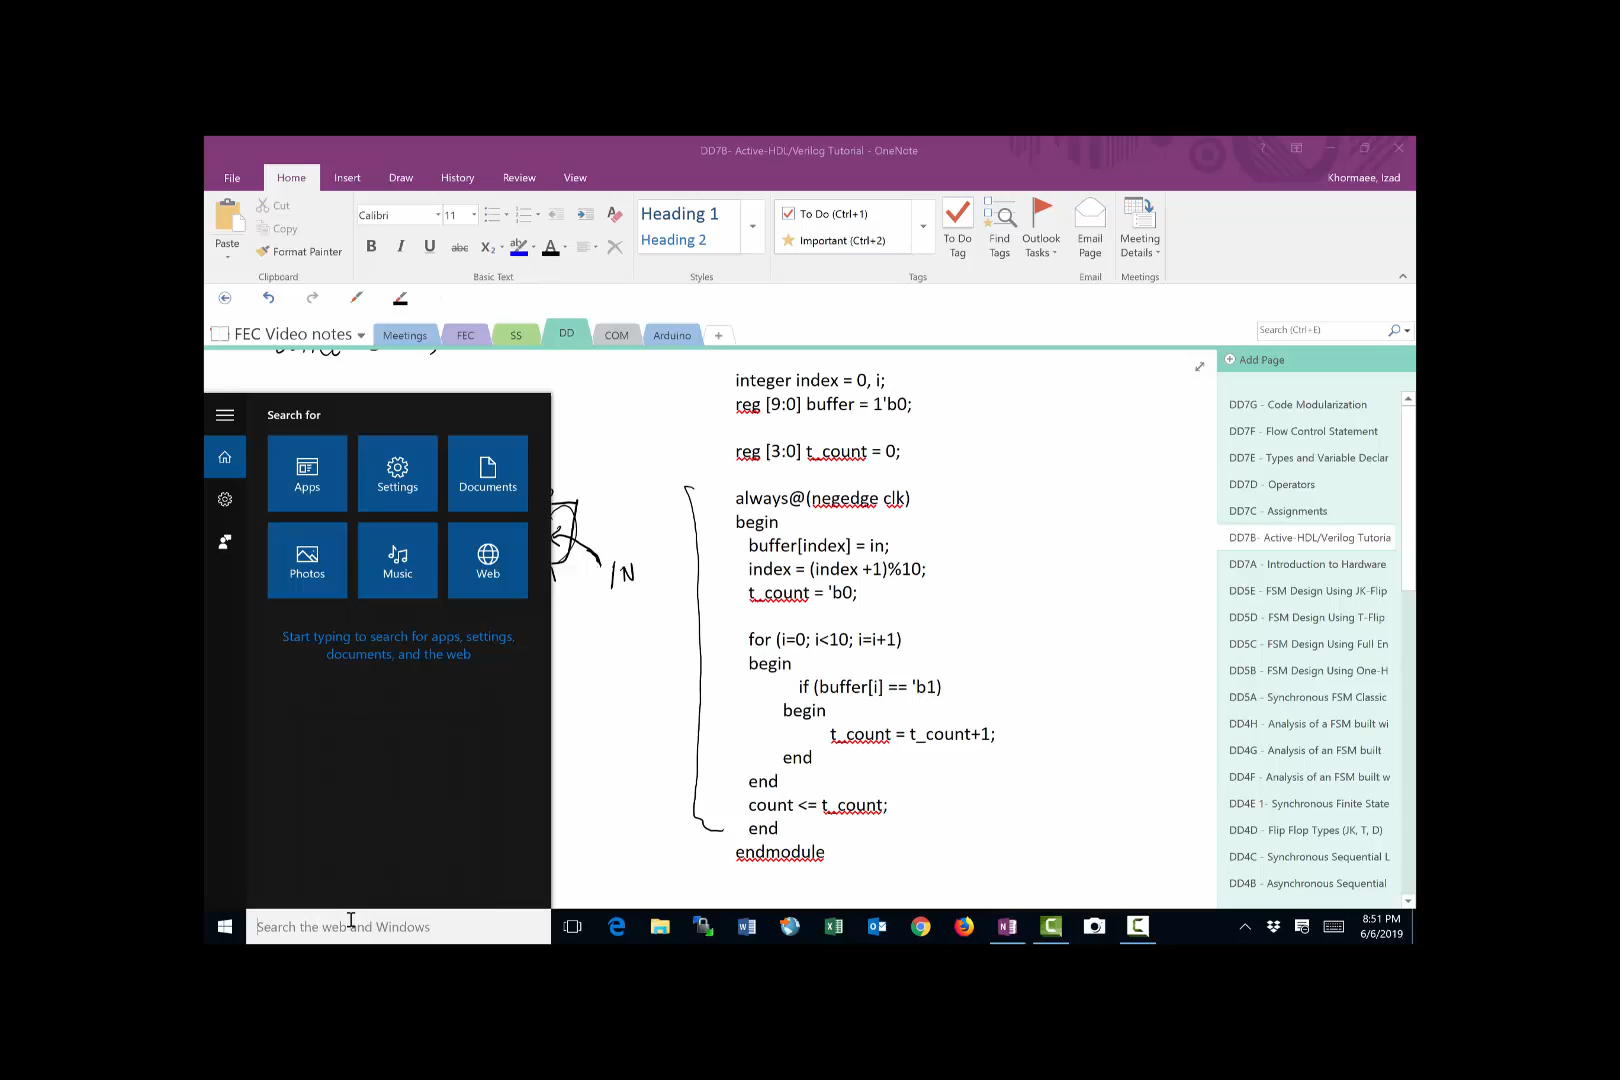 DD7B- Active-HDL/Verilog Tutorial - OneNote
File Home Insert Draw History Review View
Khormaee, Izad
Paste
Cut
Copy
Format Painter
Clipboard
Calibri 11
B I U abc X2 A
Basic Text
Heading 1
Heading 2
Styles
To Do (Ctrl+1)
Important (Ctrl+2)
Tags
To Do Tag
Find Tags
Outlook Tasks
Email Page
Email
Meeting Details
Meetings
FEC Video notes
Meetings FEC SS DD COM Arduino +
Search (Ctrl+E)
integer index = 0, i;
reg [9:0] buffer = 1'b0;
reg [3:0] t_count = 0;
always@(negedge clk)
begin
buffer[index] = in;
index = (index +1)%10;
t_count = 'b0;
for (i=0; i<10; i=i+1)
begin
if (buffer[i] == 'b1)
begin
t_count = t_count+1;
end
end
count <= t_count;
end
endmodule
IN
Search for
Apps
Settings
Documents
Photos
Music
Web
Start typing to search for apps, settings,
documents, and the web
Search the web and Windows
Add Page
DD7G - Code Modularization
DD7F - Flow Control Statement
DD7E - Types and Variable Declar
DD7D - Operators
DD7C - Assignments
DD7B- Active-HDL/Verilog Tutoria
DD7A - Introduction to Hardware
DD5E - FSM Design Using JK-Flip
DD5D - FSM Design Using T-Flip
DD5C - FSM Design Using Full En
DD5B - FSM Design Using One-H
DD5A - Synchronous FSM Classic
DD4H - Analysis of a FSM built wi
DD4G - Analysis of an FSM built
DD4F - Analysis of an FSM built w
DD4E 1- Synchronous Finite State
DD4D - Flip Flop Types (JK, T, D)
DD4C - Synchronous Sequential L
DD4B - Asynchronous Sequential
8:51 PM
6/6/2019